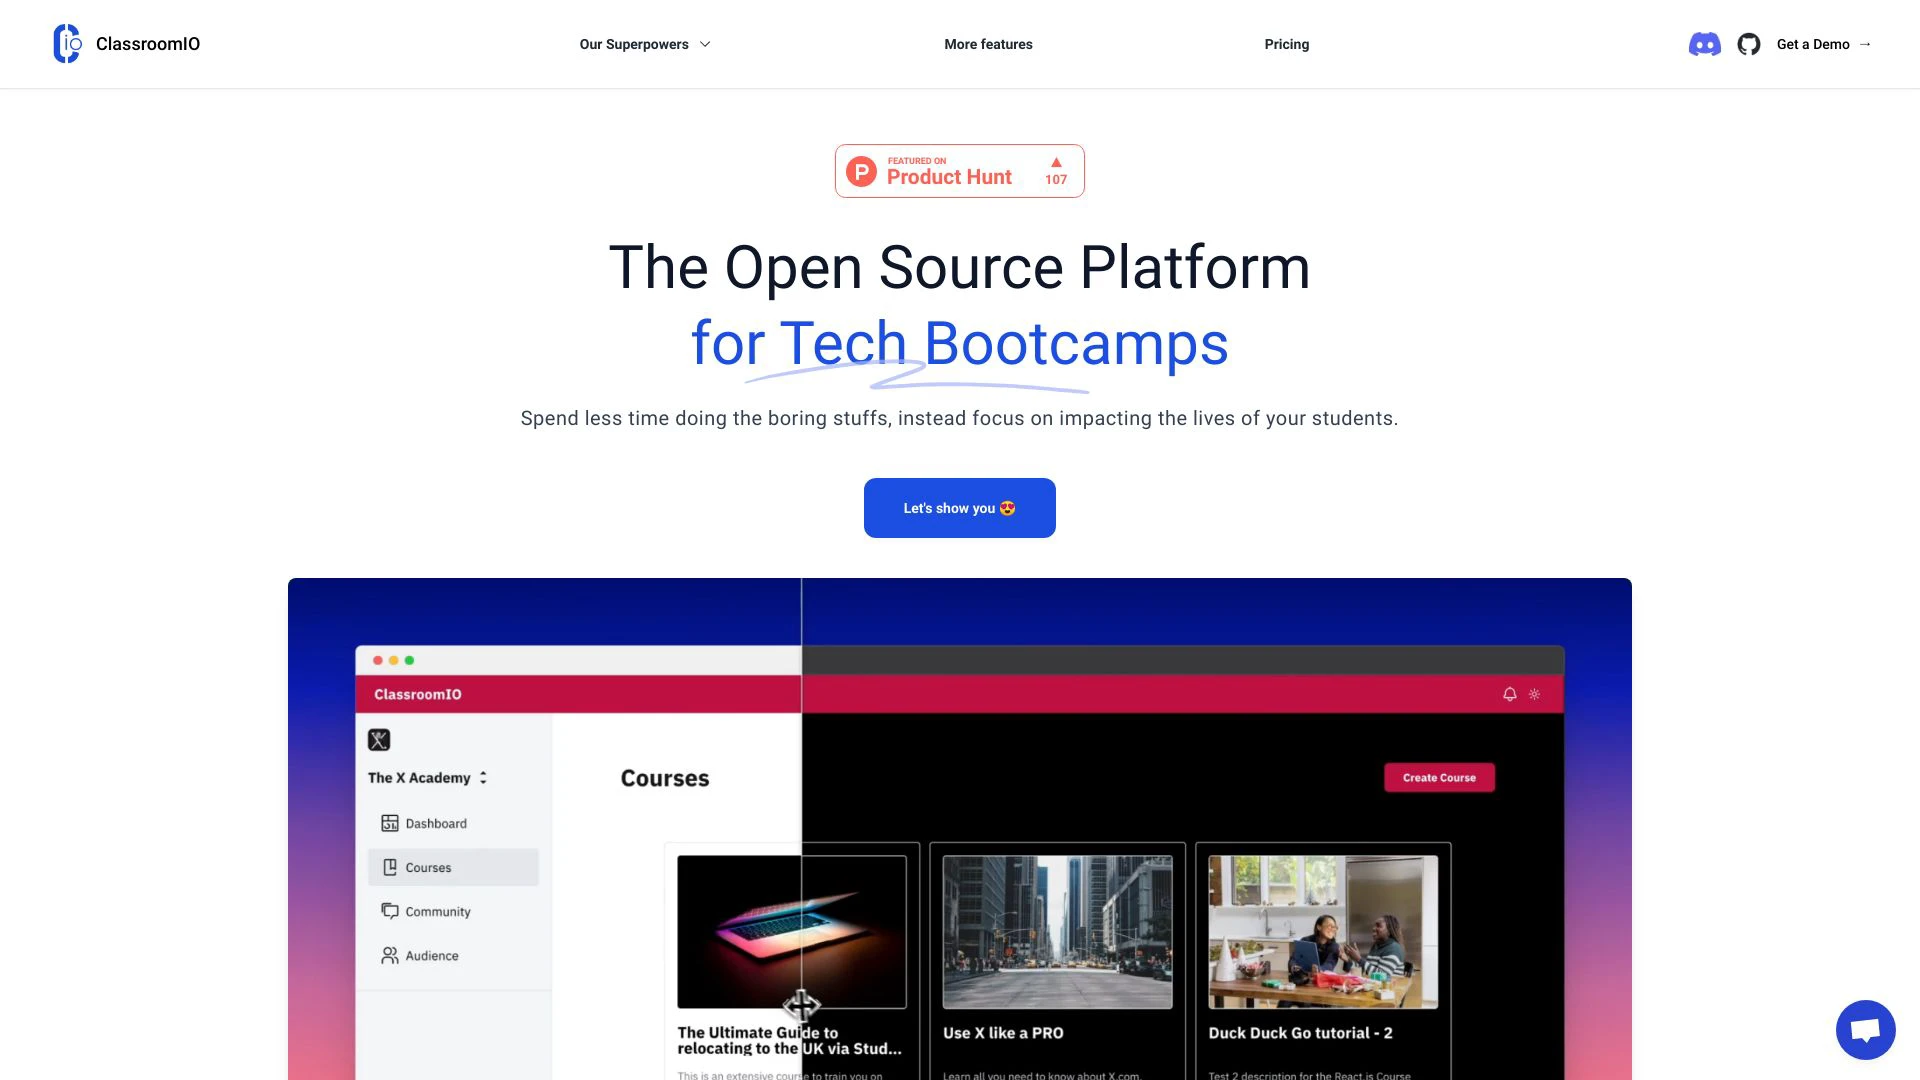 ClassroomIO
Our Superpowers
More features
Pricing
Get a Demo →
FEATURED ON
Product Hunt
107
The Open Source Platform
for Tech Bootcamps
Spend less time doing the boring stuffs, instead focus on impacting the lives of your students.
Let's show you 😍
ClassroomIO
The X Academy
Courses
Create Course
Dashboard
Courses
Community
Audience
The Ultimate Guide to
relocating to the UK via Stud...
Use X like a PRO
Duck Duck Go tutorial - 2
This is an extensive course to train you on
Learn all you need to know about X.com.
Test 2 description for the React.js Course